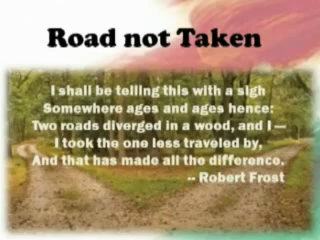 Road not Taken
I shall be telling this with a sigh
Somewhere ages and ages hence:
Two roads diverged in a wood, and I —
I took the one less traveled by,
And that has made all the difference.
-- Robert Frost